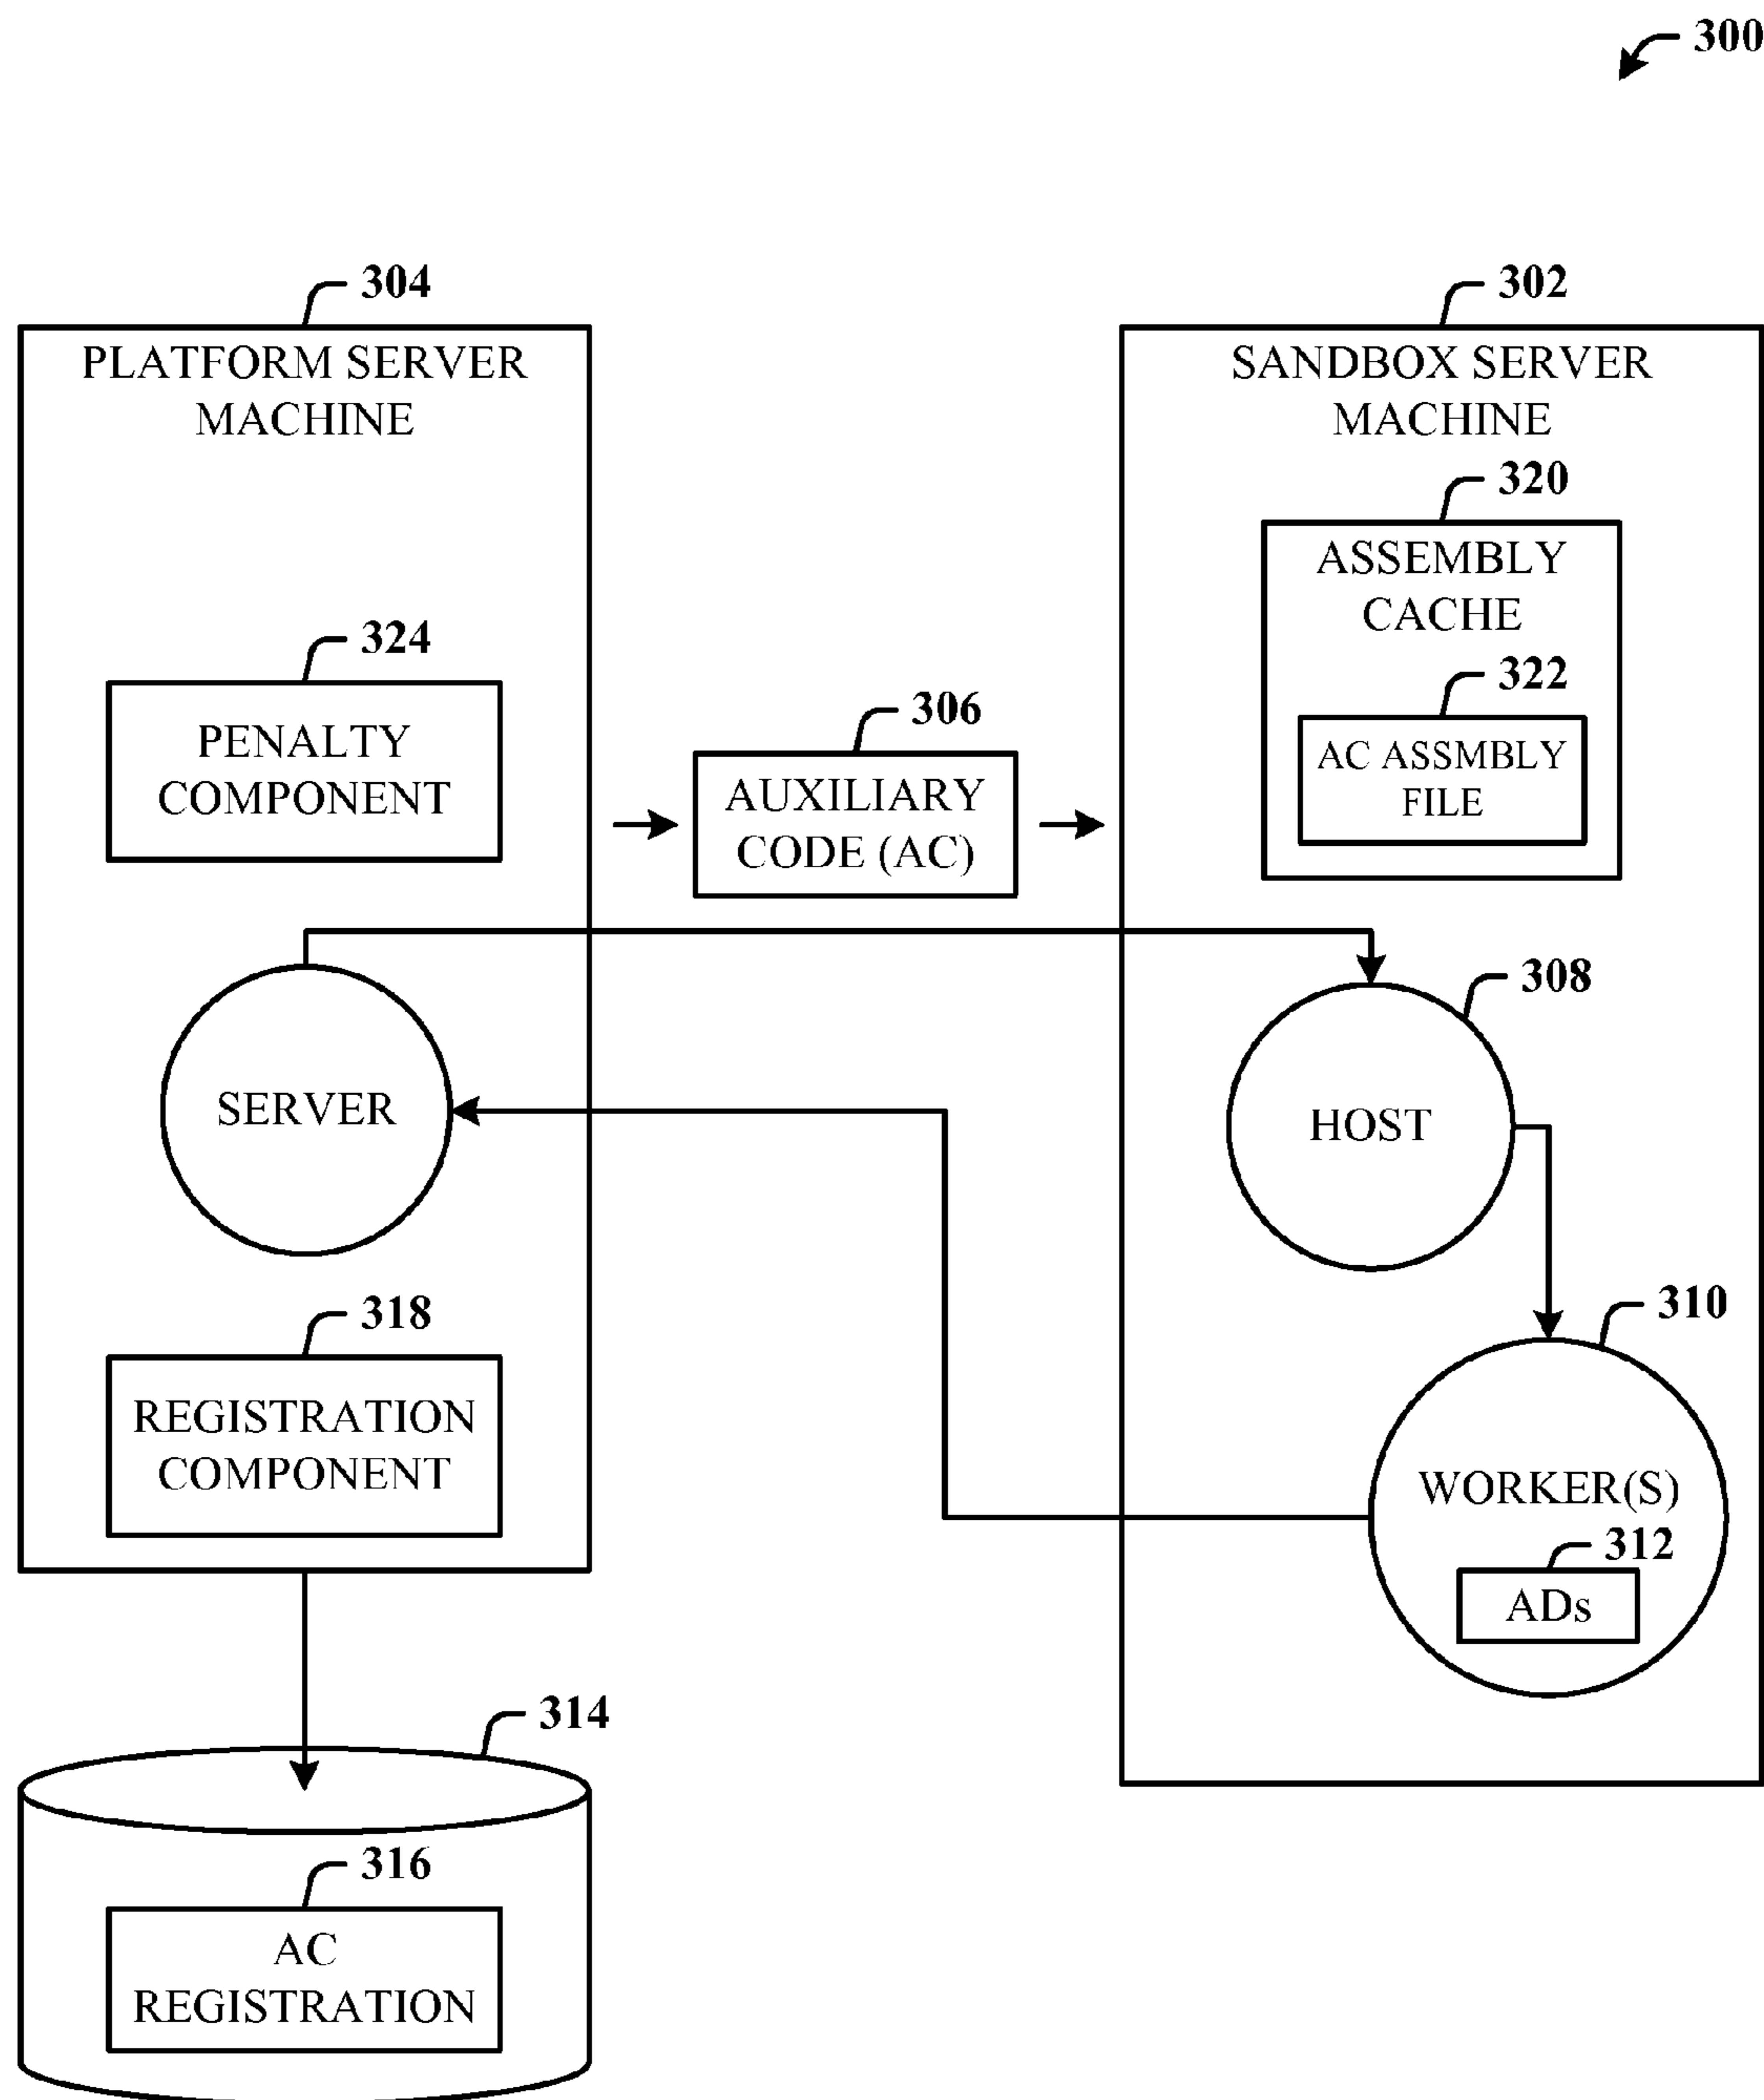 300
304
PLATFORM SERVER
MACHINE
324
PENALTY
COMPONENT
SERVER
318
REGISTRATION
COMPONENT
306
AUXILIARY
CODE (AC)
302
SANDBOX SERVER
MACHINE
320
ASSEMBLY
CACHE
322
AC ASSMBLY
FILE
308
HOST
310
WORKER(S)
312
ADs
314
316
AC
REGISTRATION